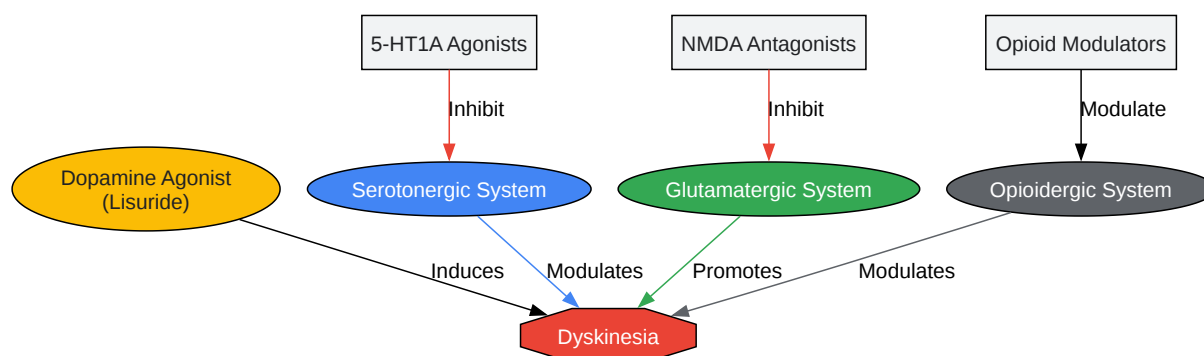 5-HT1A Agonists
NMDA Antagonists
Opioid Modulators
Inhibit
Inhibit
Modulate
Dopamine Agonist
(Lisuride)
Serotonergic System
Glutamatergic System
Opioidergic System
Induces
Modulates
Promotes
Modulates
Dyskinesia